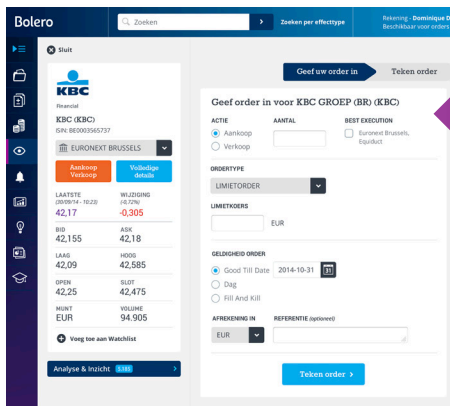 Bolero
Zoeken
Zoeken per effecttype
Rekening - Dominique D
Beschikbaar voor orders
Sluit
KBC
Financial
KBC (KBC)
ISIN: BE0003565737
EURONEXT BRUSSELS
Aankoop
Verkoop
Volledige
details
LAATSTE
(30/09/14 - 10:23)
42,17
WIJZIGING
(-0,72%)
-0,305
BID
42,155
ASK
42,18
LAAG
42,09
HOOG
42,585
OPEN
42,25
SLOT
42,475
MUNT
EUR
VOLUME
94.905
Voeg toe aan Watchlist
Analyse & Inzicht
Geef uw order in
Teken order
Geef order in voor KBC GROEP (BR) (KBC)
ACTIE
Aankoop
Verkoop
AANTAL
BEST EXECUTION
Euronext Brussels,
Equiduct
ORDERTYPE
LIMIETORDER
LIMIETKOERS
EUR
GELDIGHEID ORDER
Good Till Date 2014-10-31 31
Dag
Fill And Kill
AFREKENING IN
EUR
REFERENTIE (optioneel)
Teken order